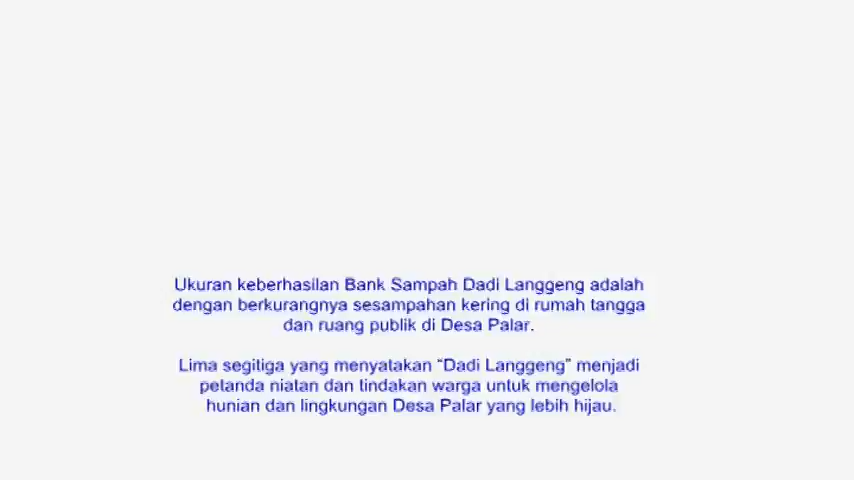 Ukuran keberhasilan Bank Sampah Dadi Langgeng adalah
dengan berkurangnya sesampahan kering di rumah tangga
dan ruang publik di Desa Palar.
Lima segitiga yang menyatakan “Dadi Langgeng” menjadi
petanda niatan dan tindakan warga untuk mengelola
hunian dan lingkungan Desa Palar yang lebih hijau.